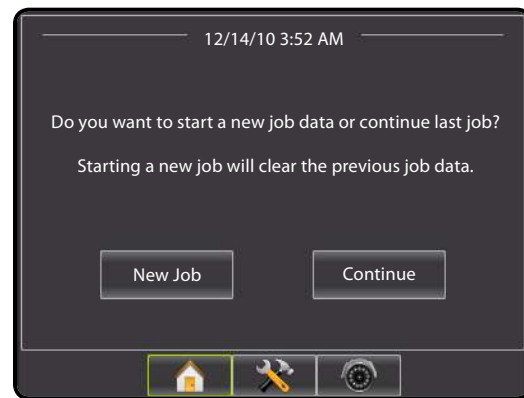 12/14/10 3:52 AM
Do you want to start a new job data or continue last job?
Starting a new job will clear the previous job data.
New Job
Continue